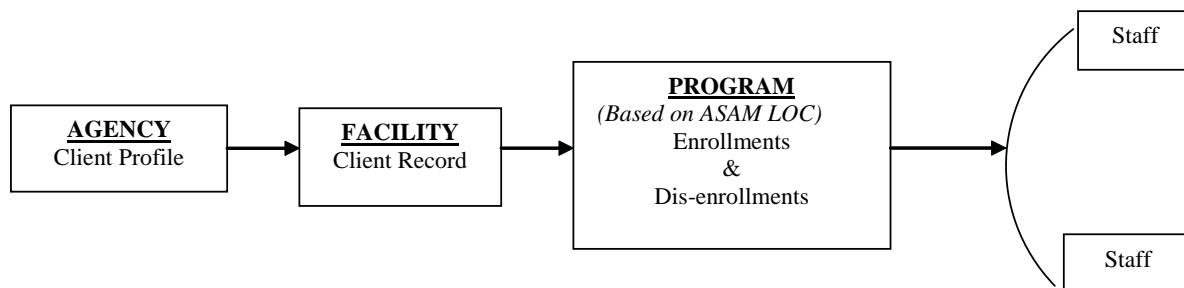 AGENCY
Client Profile
FACILITY
Client Record
PROGRAM
(Based on ASAM LOC)
Enrollments
&
Dis-enrollments
Staff
Staff